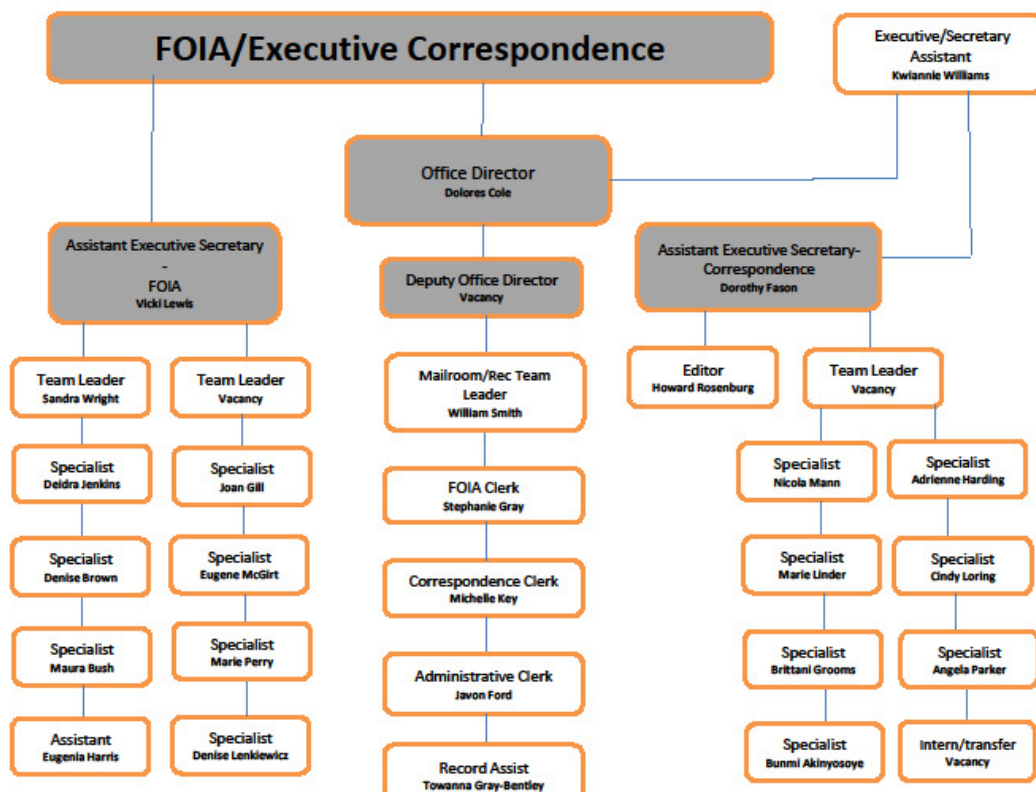 FOIA/Executive Correspondence
Executive/Secretary
Assistant
Kwiannie Williams
Office Director
Dolores Cole
Assistant Executive Secretary
-
FOIA
Vicki Lewis
Deputy Office Director
Vacancy
Assistant Executive Secretary-
Correspondence
Dorothy Fason
Team Leader
Sandra Wright
Team Leader
Vacancy
Mailroom/Rec Team
Leader
William Smith
Editor
Howard Rosenburg
Team Leader
Vacancy
Specialist
Deidra Jenkins
Specialist
Joan Gill
FOIA Clerk
Stephanie Gray
Specialist
Nicola Mann
Specialist
Adrienne Harding
Specialist
Denise Brown
Specialist
Eugene McGirt
Correspondence Clerk
Michelle Key
Specialist
Marie Linder
Specialist
Cindy Loring
Specialist
Maura Bush
Specialist
Marie Perry
Administrative Clerk
Javon Ford
Specialist
Brittani Grooms
Specialist
Angela Parker
Assistant
Eugenia Harris
Specialist
Denise Lenkiewicz
Record Assist
Towanna Gray-Bentley
Specialist
Bunmi Akinyosoye
Intern/transfer
Vacancy